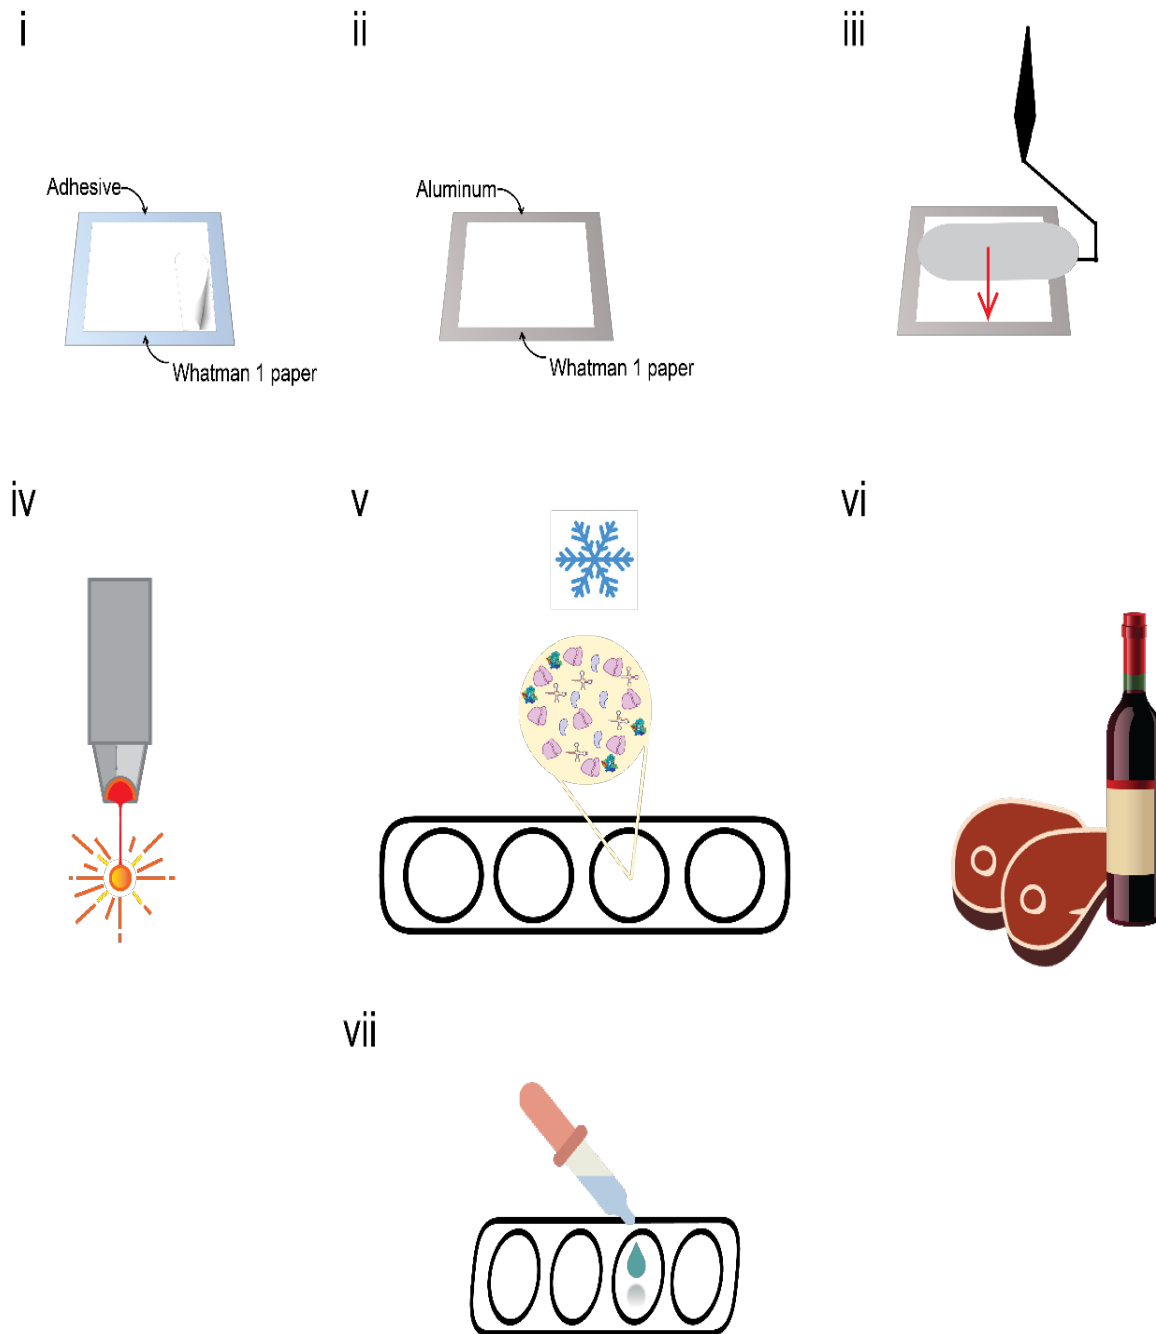 i
ii
iii
Adhesive
Whatman 1 paper
Aluminum
Whatman 1 paper
iv
v
vi
vii